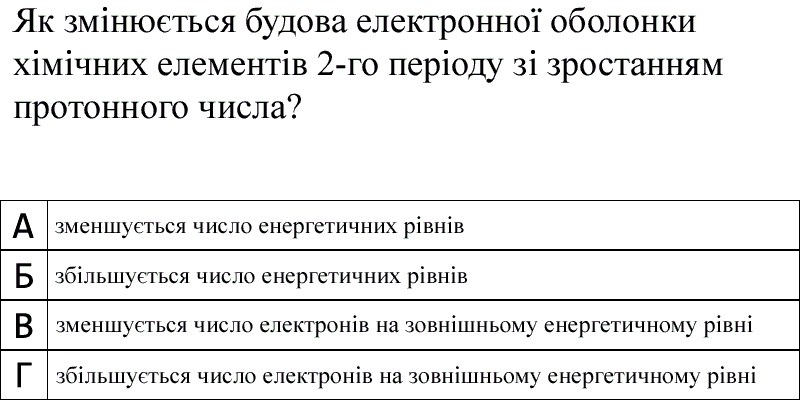 Як змінюється будова електронної оболонки
хімічних елементів 2-го періоду зі зростанням
протонного числа?
А зменшується число енергетичних рівнів
Б збільшується число енергетичних рівнів
В зменшується число електронів на зовнішньому енергетичному рівні
Г збільшується число електронів на зовнішньому енергетичному рівні